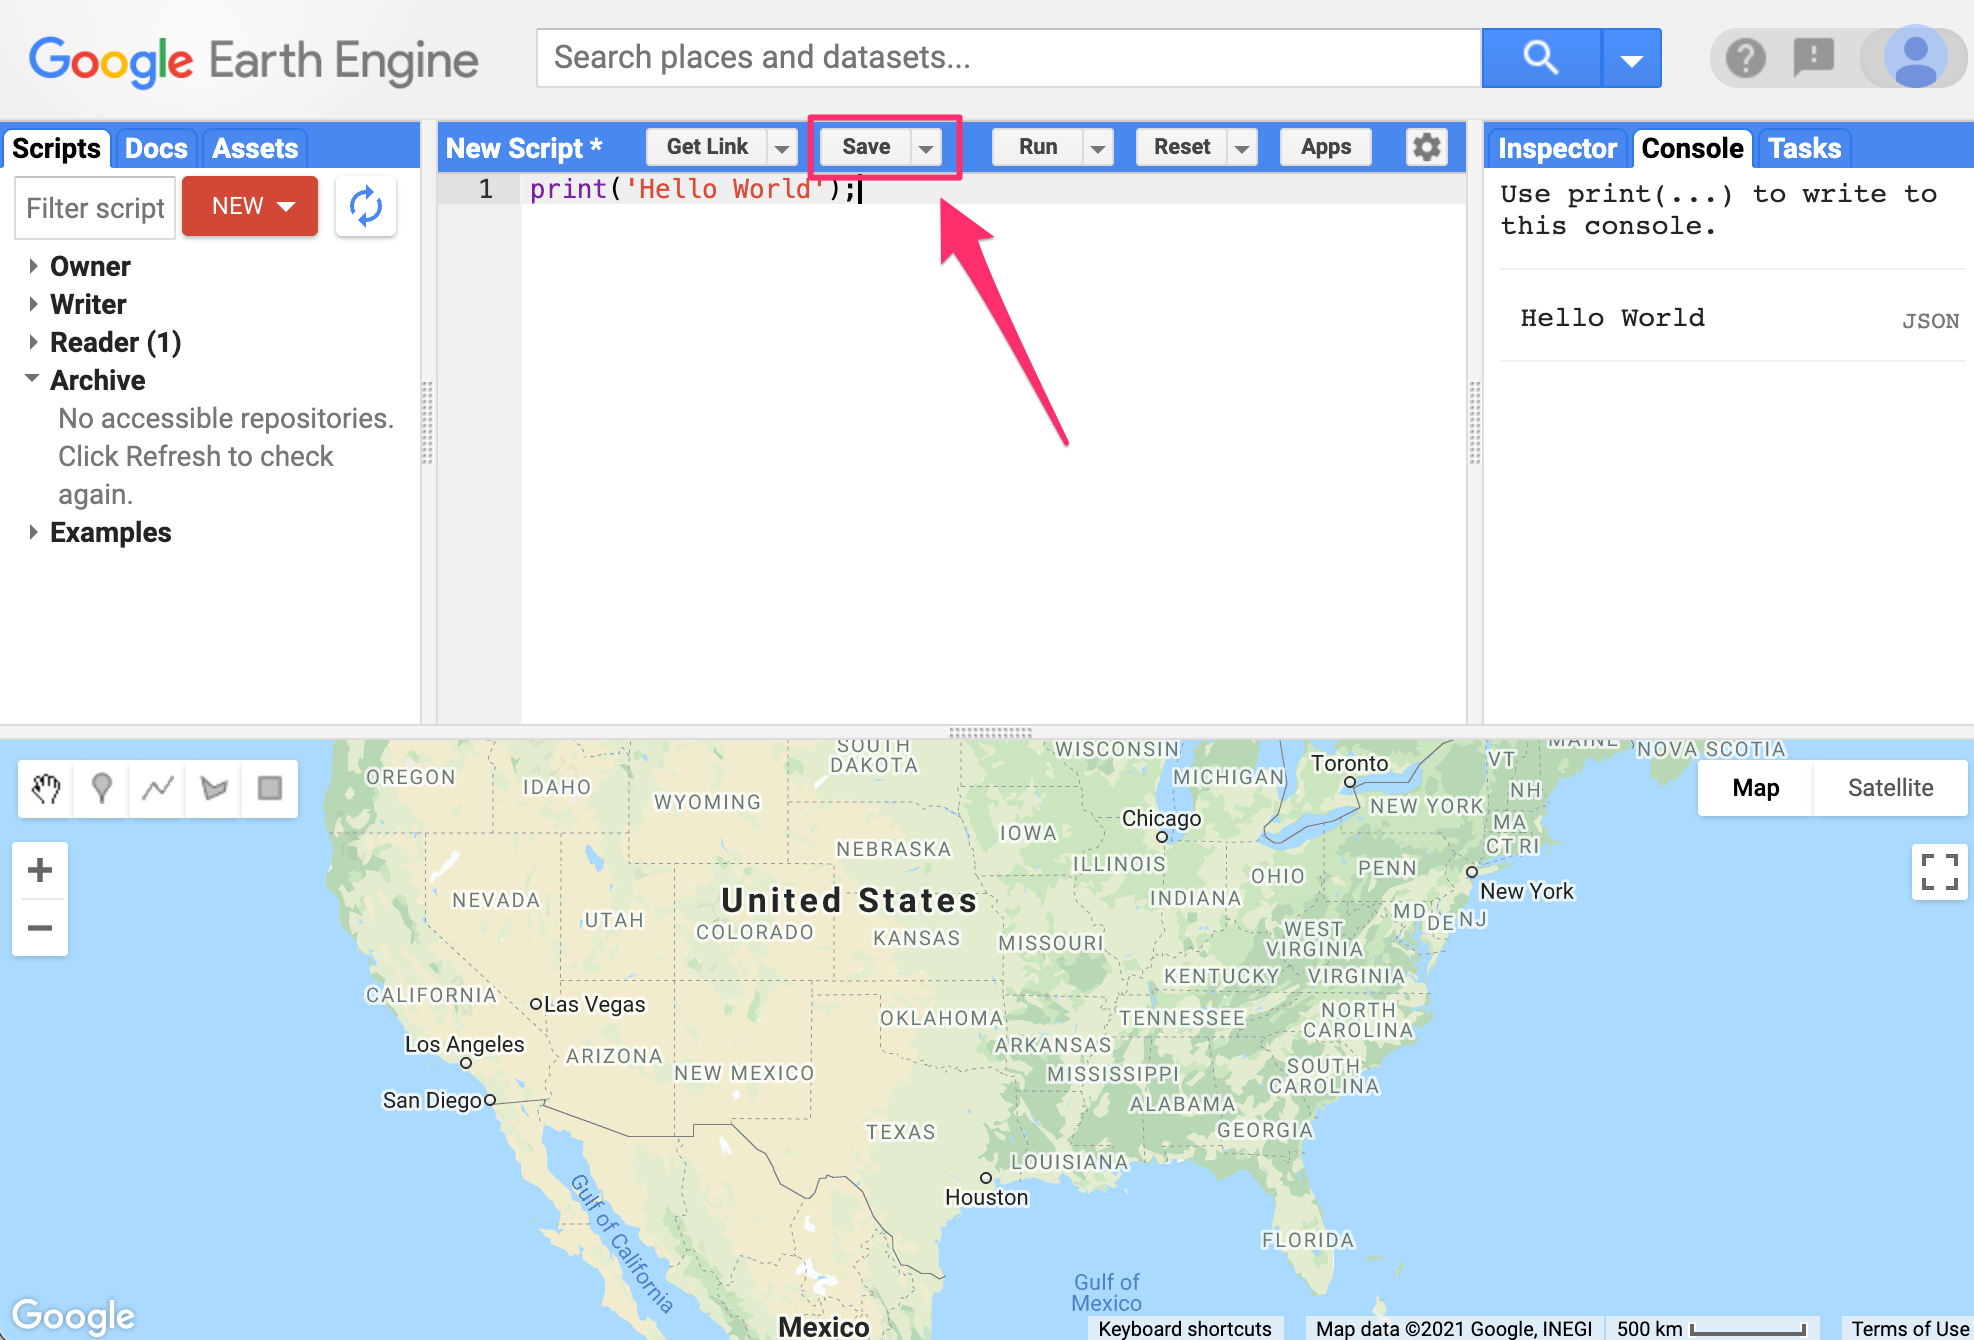 Google Earth Engine
Search places and datasets...
Scripts Docs Assets
Filter script
NEW
Owner
Writer
Reader (1)
Archive
No accessible repositories.
Click Refresh to check
again.
Examples
New Script *
Get Link
Save
Run
Reset
Apps
1 print('Hello World');
Inspector Console Tasks
Use print(...) to write to
this console.
Hello World JSON
Map Satellite
OREGON
IDAHO
WYOMING
SOUTH
DAKOTA
WISCONSIN
MICHIGAN
Toronto
VT
MAINE
NOVA SCOTIA
NH
NEW YORK
MA
CT RI
Chicago
IOWA
NEBRASKA
ILLINOIS
INDIANA
OHIO
PENN
New York
NEVADA
UTAH
United States
COLORADO
KANSAS
MISSOURI
WEST
VIRGINIA
MD
DE
NJ
KENTUCKY
VIRGINIA
CALIFORNIA
Las Vegas
OKLAHOMA
TENNESSEE
NORTH
CAROLINA
Los Angeles
ARIZONA
NEW MEXICO
ARKANSAS
MISSISSIPPI
SOUTH
CAROLINA
San Diego
ALABAMA
TEXAS
GEORGIA
LOUISIANA
Houston
Gulf of California
FLORIDA
Gulf of
Mexico
Mexico
Google
Keyboard shortcuts
Map data ©2021 Google, INEGI
500 km
Terms of Use